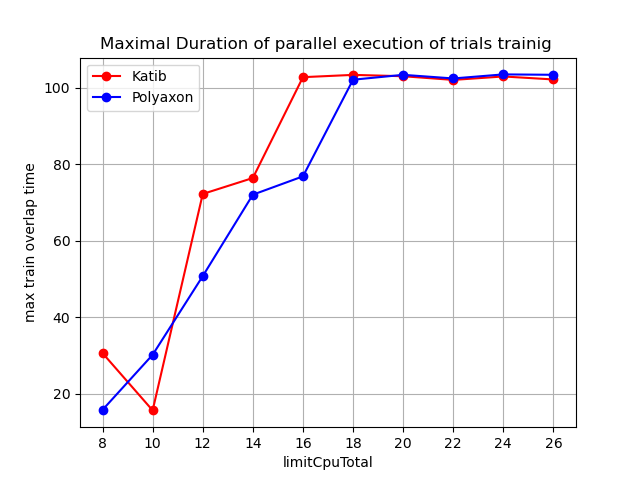 Maximal Duration of parallel execution of trials trainig
Katib
Polyaxon
max train overlap time
100
80
60
40
20
8 10 12 14 16 18 20 22 24 26
limitCpuTotal